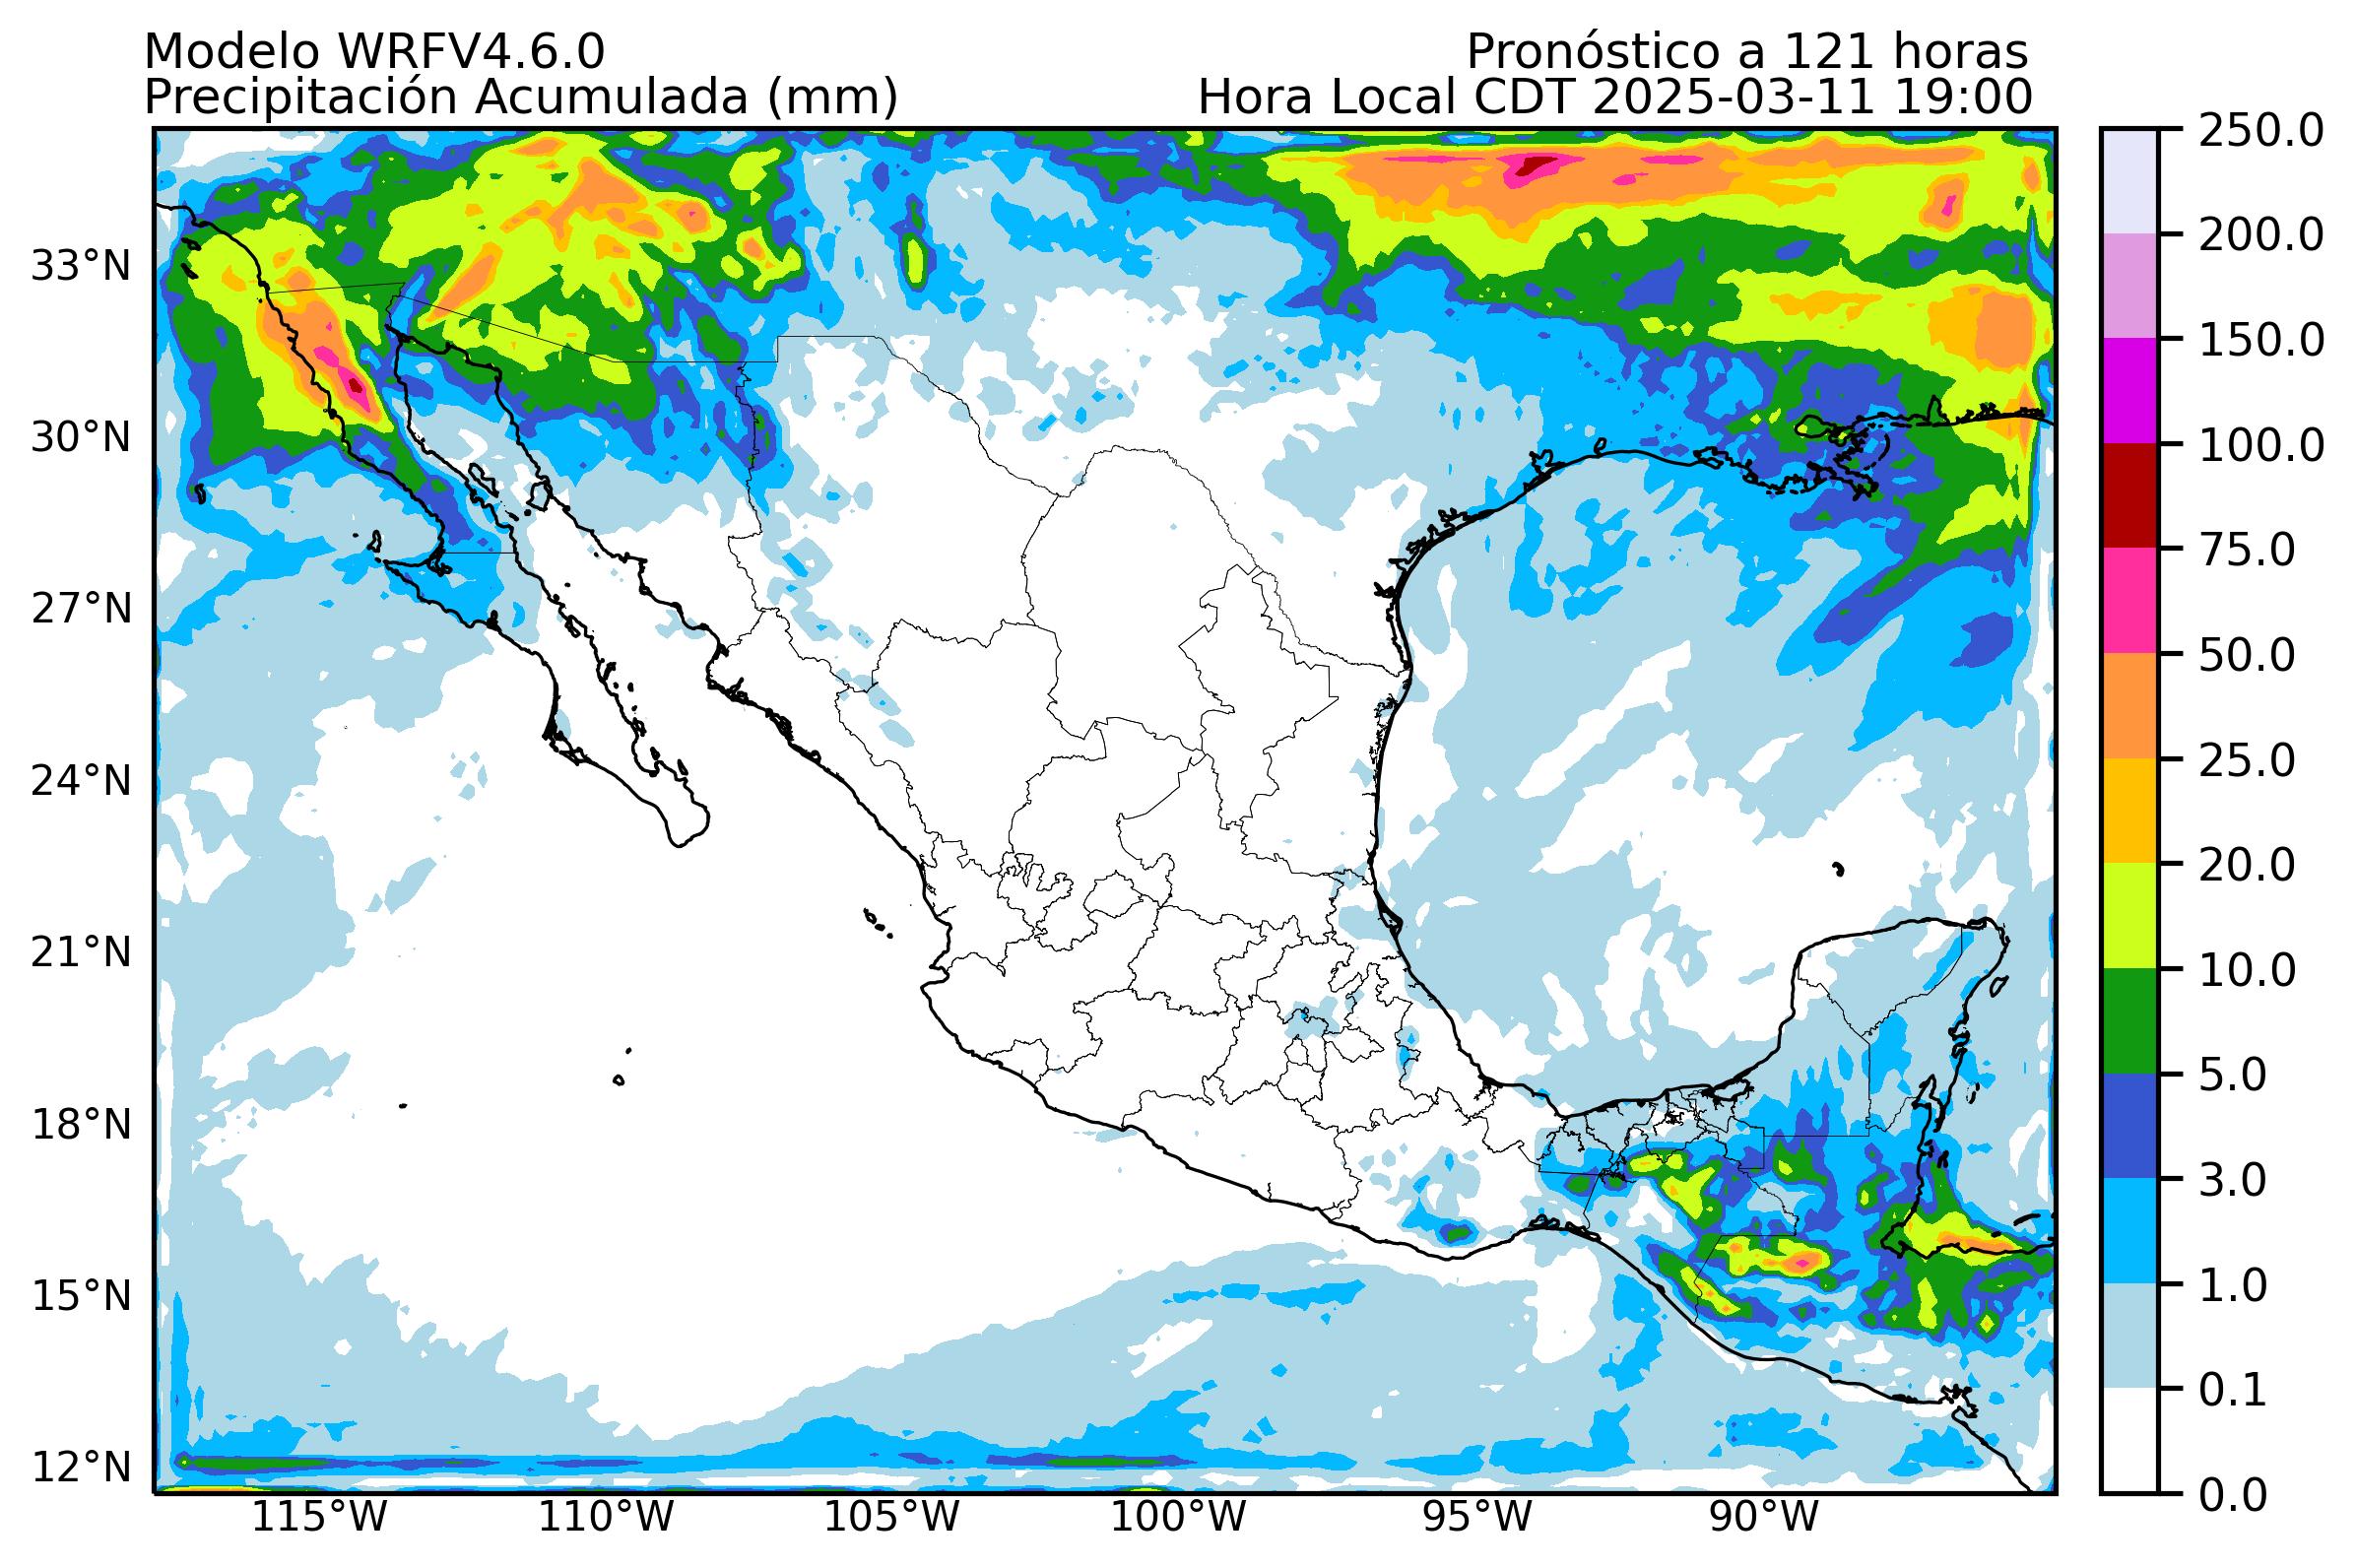 Modelo WRFV4.6.0
Pronóstico a 121 horas
Precipitación Acumulada (mm)
Hora Local CDT 2025-03-11 19:00
250.0
200.0
150.0
100.0
75.0
50.0
25.0
20.0
10.0
5.0
3.0
1.0
0.1
0.0
33°N
30°N
27°N
24°N
21°N
18°N
15°N
12°N
115°W
110°W
105°W
100°W
95°W
90°W